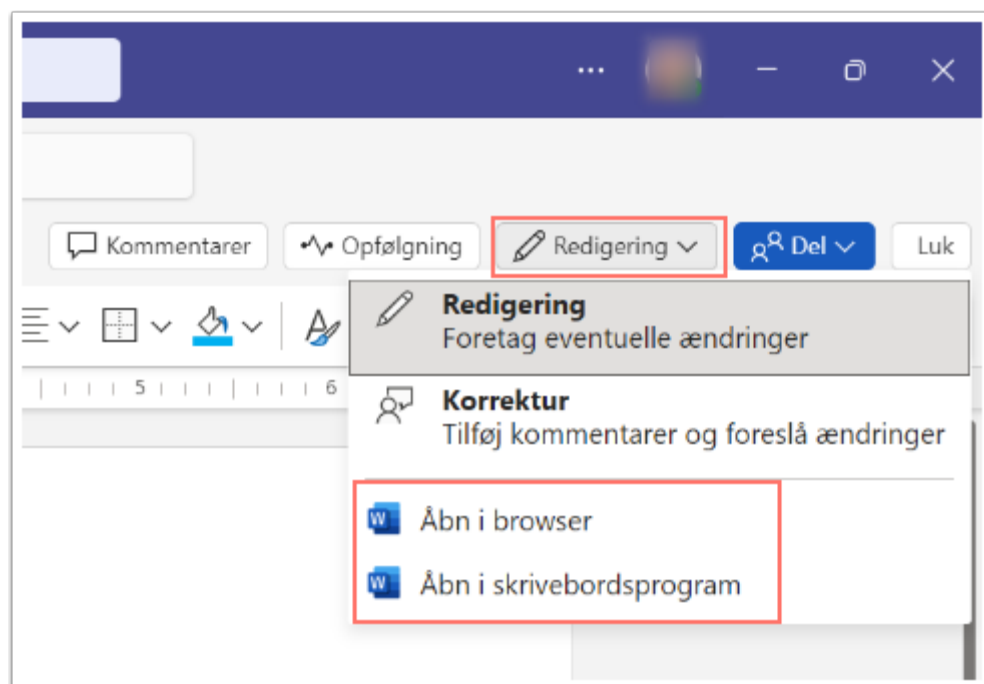 Kommentarer
Opfølgning
Redigering
Del
Luk
Redigering
Foretag eventuelle ændringer
5
6
Korrektur
Tilføj kommentarer og foreslå ændringer
Åbn i browser
Åbn i skrivebordsprogram